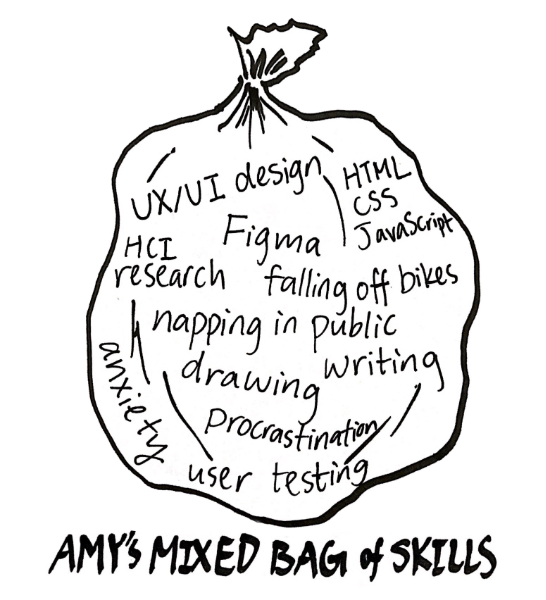 UX/UI design
HTML
CSS
JavaScript
Figma
HCI
research
falling off bikes
napping in public
writing
drawing
anxiety
procrastination
user testing
AMY'S MIXED BAG of SKILLS